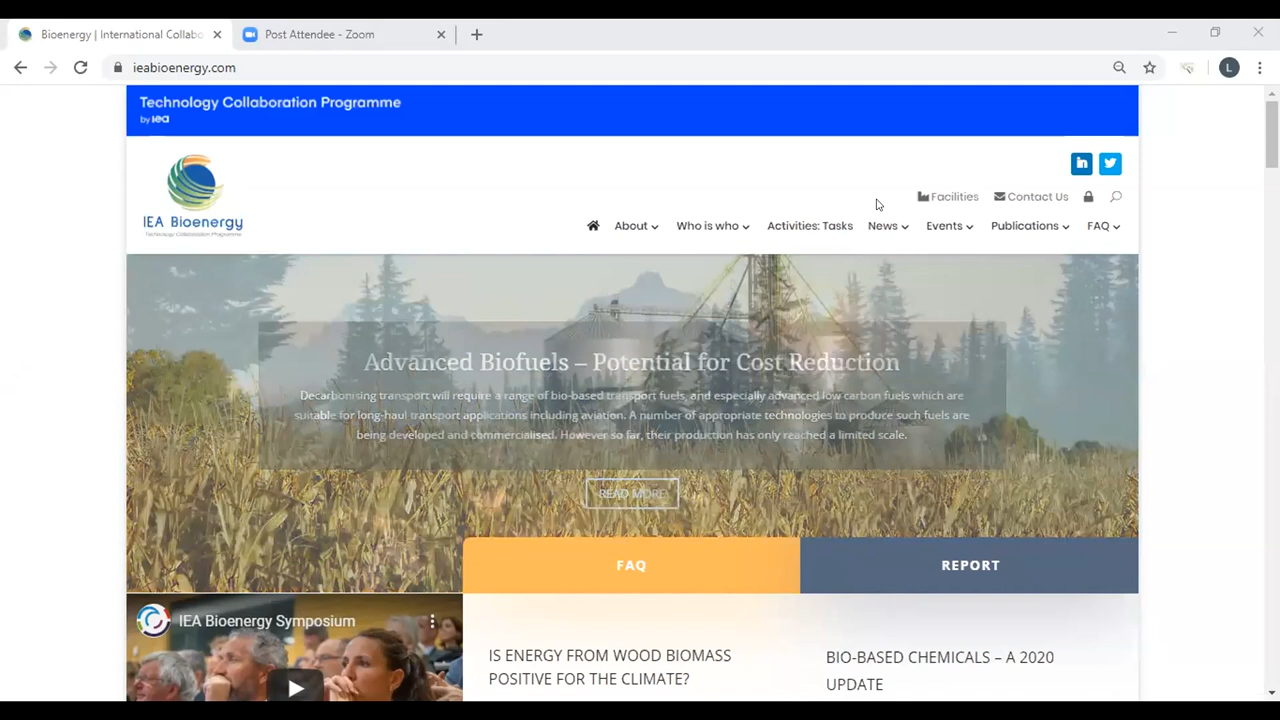 Bioenergy | International Collabo
Post Attendee - Zoom
ieabioenergy.com
L
Technology Collaboration Programme
by iea
in
IEA Bioenergy
Technology Collaboration Programme
Facilities
Contact Us
About
Who is who
Activities: Tasks
News
Events
Publications
FAQ
Advanced Biofuels – Potential for Cost Reduction
Decarbonising transport will require a range of bio-based transport fuels, and especially advanced low carbon fuels which are
suitable for long-haul transport applications including aviation. A number of appropriate technologies to produce such fuels are
being developed and commercialised. However so far, their production has only reached a limited scale.
READ MORE
FAQ
REPORT
IEA Bioenergy Symposium
IS ENERGY FROM WOOD BIOMASS
POSITIVE FOR THE CLIMATE?
BIO-BASED CHEMICALS – A 2020
UPDATE